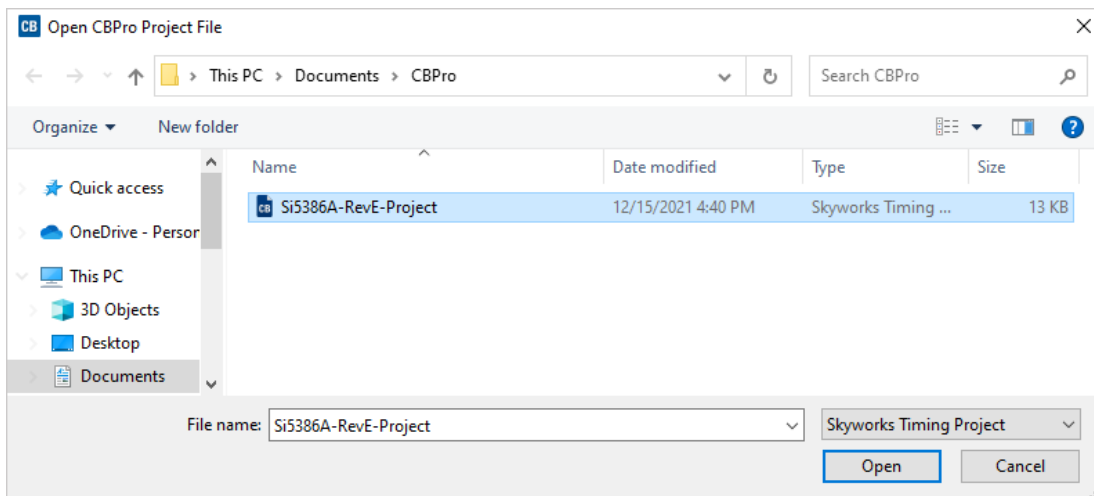 CB Open CBPro Project File
This PC > Documents > CBPro
Search CBPro
Organize
New folder
Name
Date modified
Type
Size
Quick access
CB Si5386A-RevE-Project 12/15/2021 4:40 PM Skyworks Timing ... 13 KB
OneDrive - Person
This PC
3D Objects
Desktop
Documents
File name: Si5386A-RevE-Project
Skyworks Timing Project
Open
Cancel